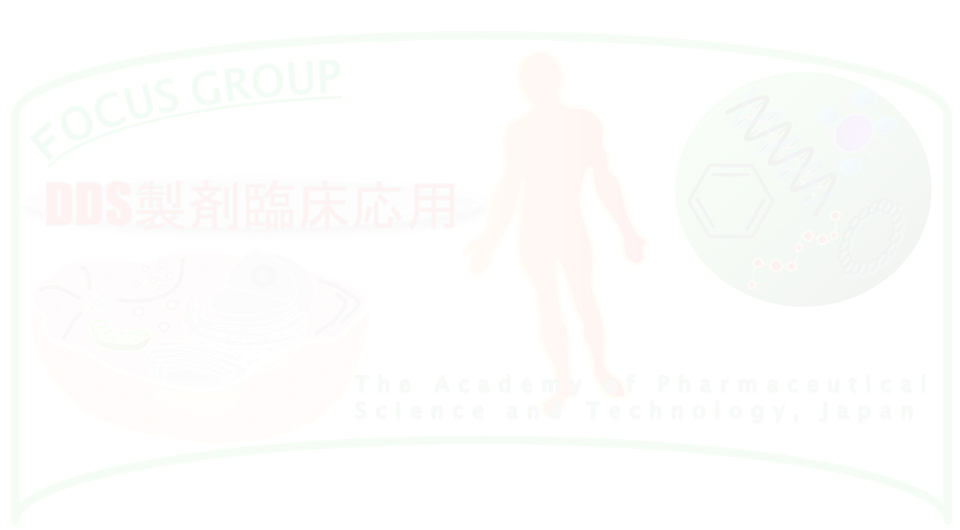 FOCUS GROUP
DDS製剤臨床応用
The Academy of Pharmaceutical
Science and Technology, Japan